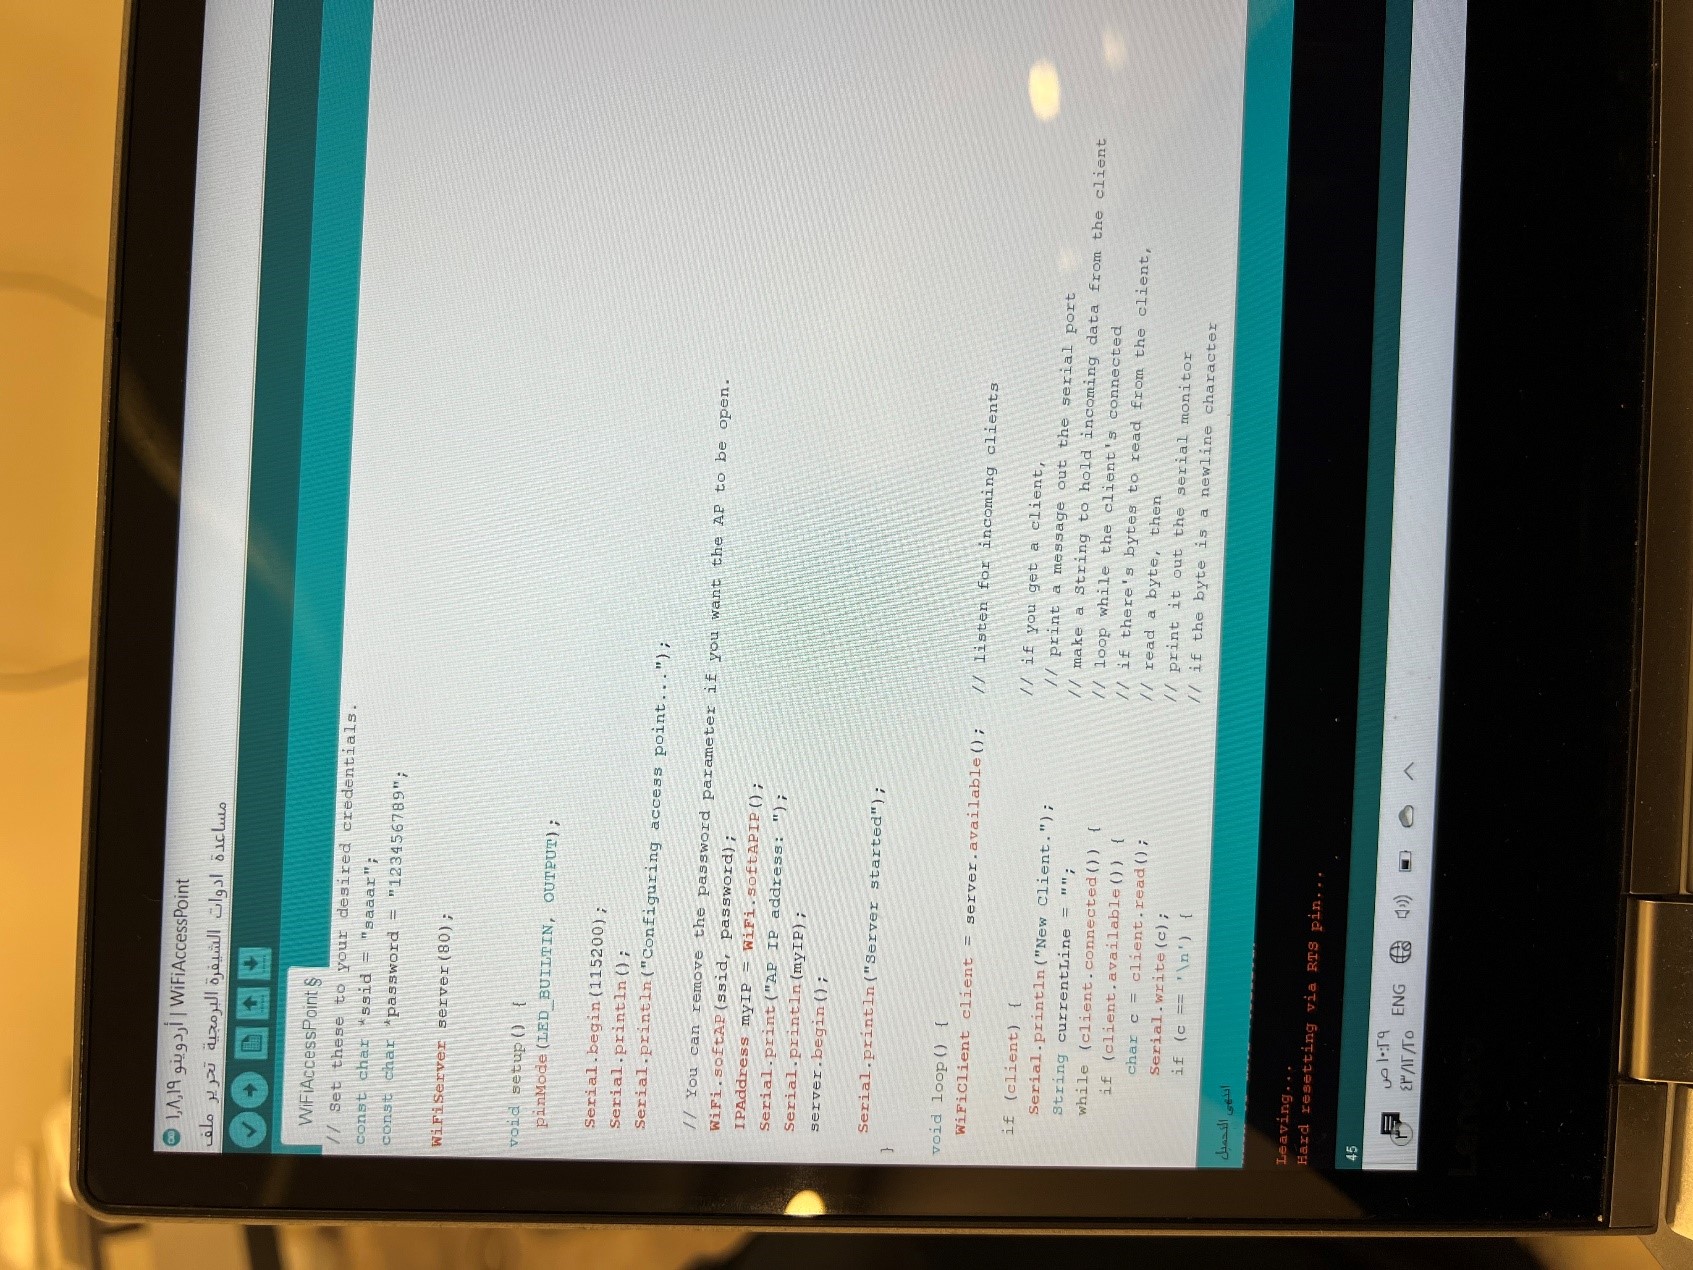 أردوينو ١,٨,١٩ | WiFiAccessPoint
ملف تحرير البرمجية الشيفرة ادوات مساعدة
WiFiAccessPoint §
// Set these to your desired credentials.
const char *ssid = "saaar";
const char *password = "123456789";
WiFiServer server(80);
void setup() {
pinMode(LED_BUILTIN, OUTPUT);
Serial.begin(115200);
Serial.println();
Serial.println("Configuring access point...");
// You can remove the password parameter if you want the AP to be open.
WiFi.softAP(ssid, password);
IPAddress myIP = WiFi.softAPIP();
Serial.print("AP IP address: ");
Serial.println(myIP);
server.begin();
Serial.println("Server started");
}
void loop() {
WiFiClient client = server.available();   // listen for incoming clients
if (client) {                             // if you get a client,
Serial.println("New Client.");           // print a message out the serial port
String currentLine = "";                // make a String to hold incoming data from the client
while (client.connected()) {            // loop while the client's connected
if (client.available()) {             // if there's bytes to read from the client,
char c = client.read();             // read a byte, then
Serial.write(c);                    // print it out the serial monitor
if (c == '\n') {                    // if the byte is a newline character
انتهى التحميل
Leaving...
Hard resetting via RTS pin...
45
ENG
١٠:٢٩ ص
٤٣/١٢/٢٥
٣